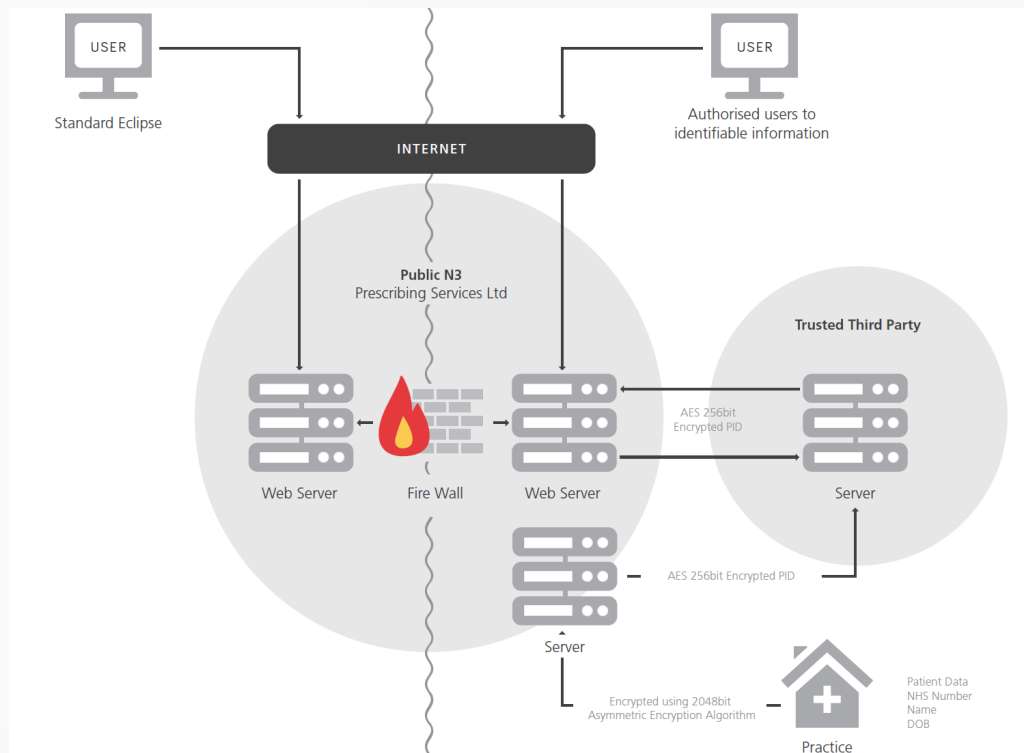 USER
USER
Standard Eclipse
Authorised users to
identifiable information
INTERNET
Public N3
Prescribing Services Ltd
Trusted Third Party
AES 256bit
Encrypted PID
Web Server
Fire Wall
Web Server
Server
AES 256bit Encrypted PID
Server
Encrypted using 2048bit
Asymmetric Encryption Algorithm
Patient Data
NHS Number
Name
DOB
Practice